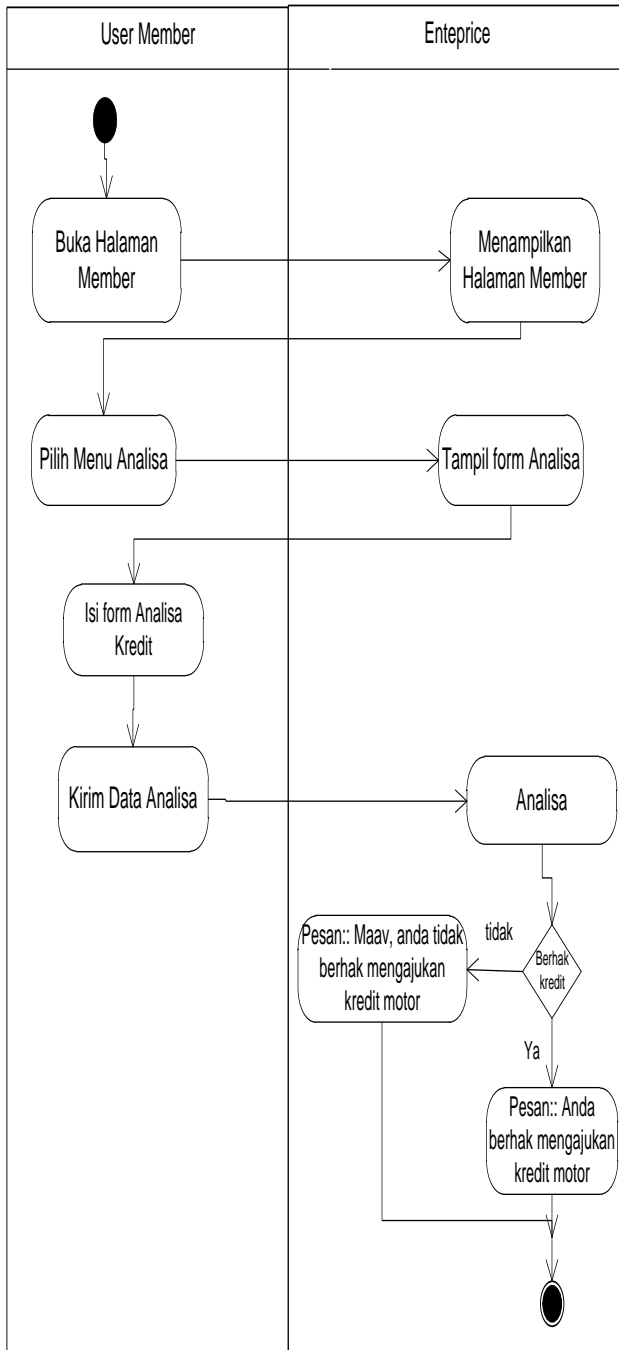 User Member
Enteprice
Buka Halaman
Member
Menampilkan
Halaman Member
Pilih Menu Analisa
Tampil form Analisa
Isi form Analisa
Kredit
Kirim Data Analisa
Analisa
Berhak
kredit
tidak
Pesan:: Maav, anda tidak
berhak mengajukan
kredit motor
Ya
Pesan:: Anda
berhak mengajukan
kredit motor